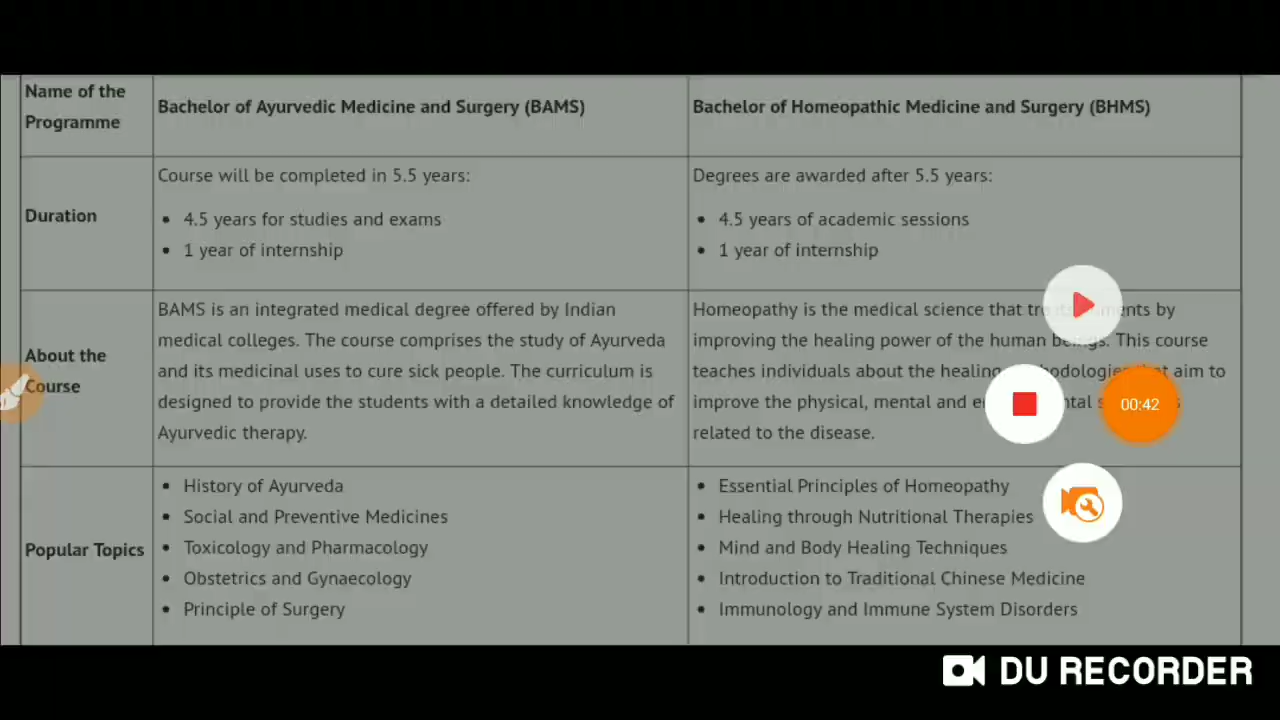 Name of the
Programme
Bachelor of Ayurvedic Medicine and Surgery (BAMS)
Bachelor of Homeopathic Medicine and Surgery (BHMS)
Duration
Course will be completed in 5.5 years:
• 4.5 years for studies and exams
• 1 year of internship
Degrees are awarded after 5.5 years:
• 4.5 years of academic sessions
• 1 year of internship
About the
Course
BAMS is an integrated medical degree offered by Indian
medical colleges. The course comprises the study of Ayurveda
and its medicinal uses to cure sick people. The curriculum is
designed to provide the students with a detailed knowledge of
Ayurvedic therapy.
Homeopathy is the medical science that by
improving the healing power of the human beings. This course
teaches individuals about the healing aim to
improve the physical, mental and
related to the disease.
00:42
Popular Topics
• History of Ayurveda
• Social and Preventive Medicines
• Toxicology and Pharmacology
• Obstetrics and Gynaecology
• Principle of Surgery
• Essential Principles of Homeopathy
• Healing through Nutritional Therapies
• Mind and Body Healing Techniques
• Introduction to Traditional Chinese Medicine
• Immunology and Immune System Disorders
DU RECORDER